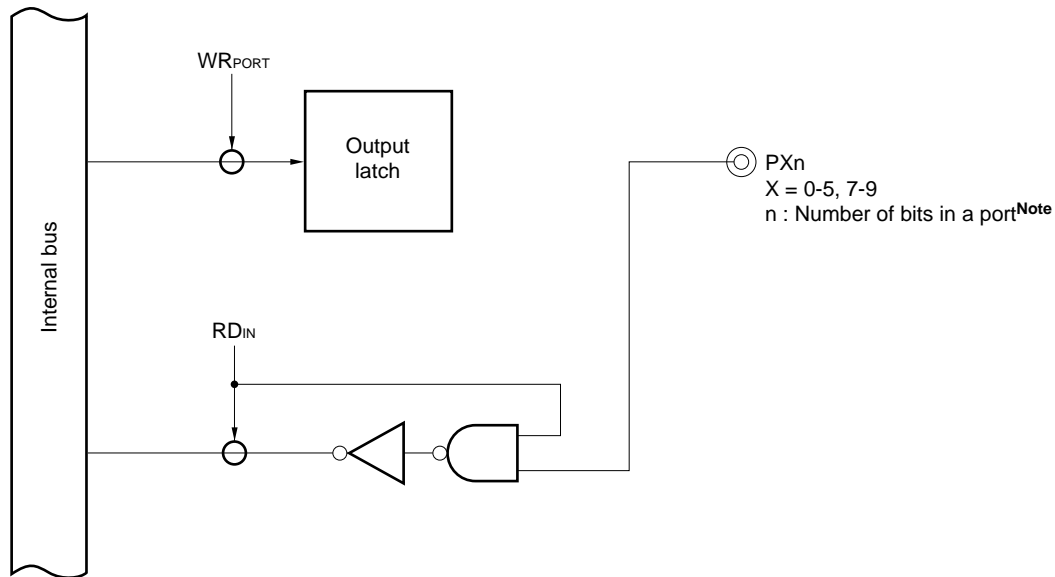 WRPORT
Output
latch
PXn
X = 0-5, 7-9
n : Number of bits in a portNote
Internal bus
RDIN